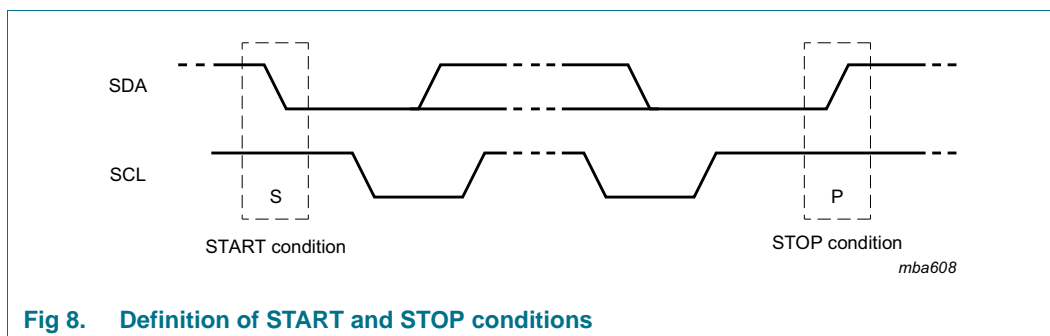 SDA
SCL
S
P
START condition
STOP condition
mba608
Fig 8. Definition of START and STOP conditions